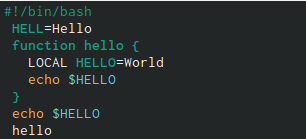 #!/bin/bash
HELL=Hello
function hello {
LOCAL HELLO=World
echo $HELLO
}
echo $HELLO
hello